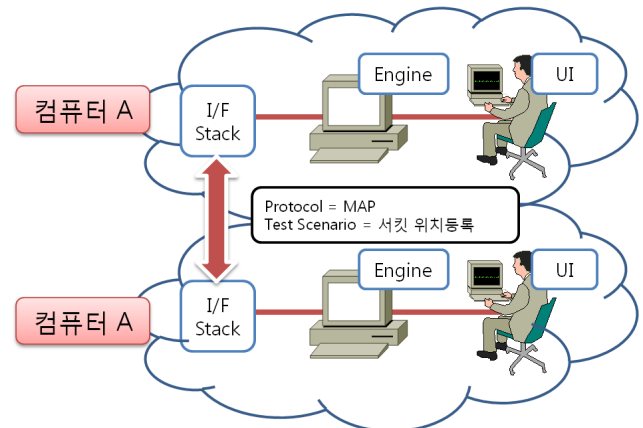 컴퓨터 A
I/F
Stack
Engine
UI
Protocol = MAP
Test Scenario = 서킷 위치등록
컴퓨터 A
I/F
Stack
Engine
UI